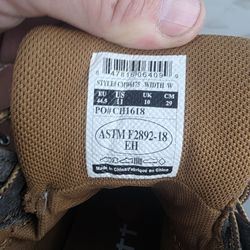 STYLE# CM9617S WIDTH: W
EU US UK CM
44.5 11 10 29
PO# CH1618
ASTM F2892-18
EH
Made in China/Fabriqué en Chine